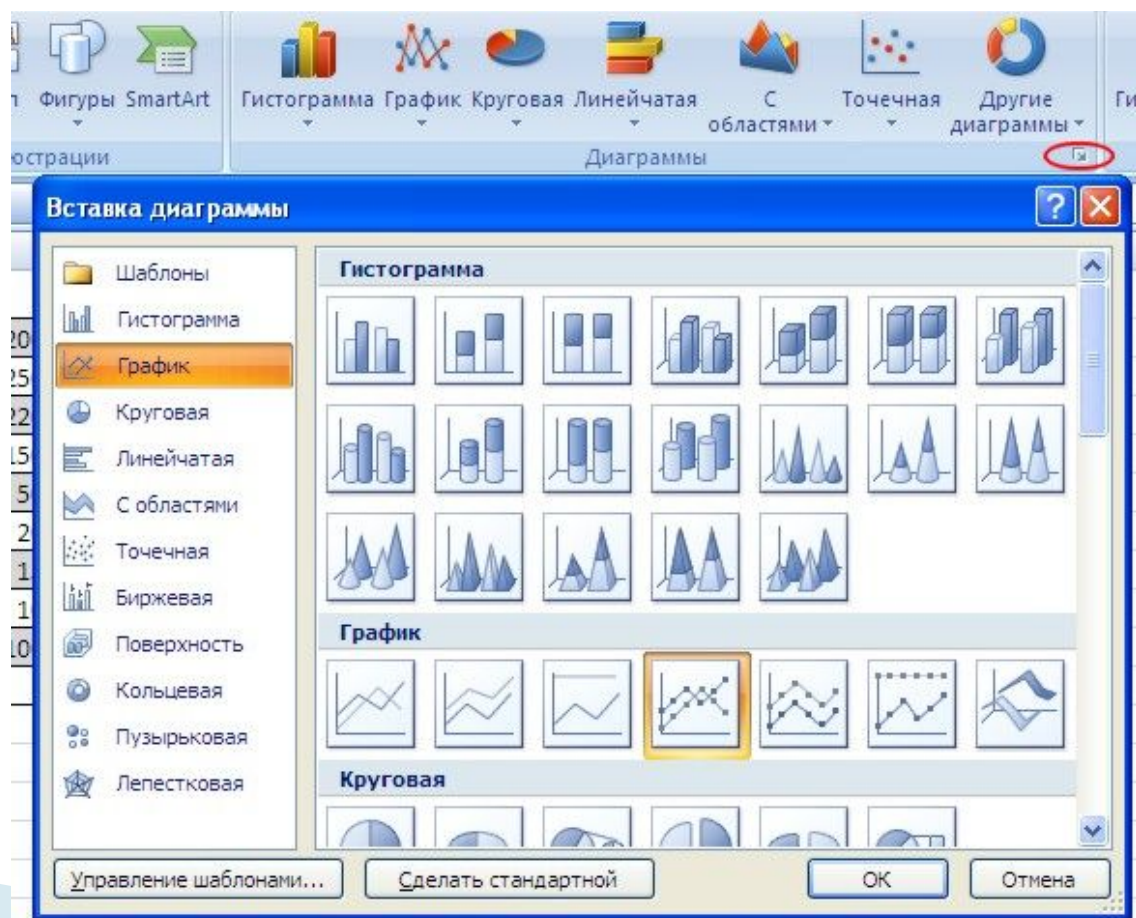 Фигуры SmartArt Гистограмма График Круговая Линейчатая С областями Точечная Другие диаграммы
Диаграммы
Вставка диаграммы
Шаблоны
Гистограмма
График
Круговая
Линейчатая
С областями
Точечная
Биржевая
Поверхность
Кольцевая
Пузырьковая
Лепестковая
Гистограмма
График
Круговая
Управление шаблонами...
Сделать стандартной
ОК
Отмена